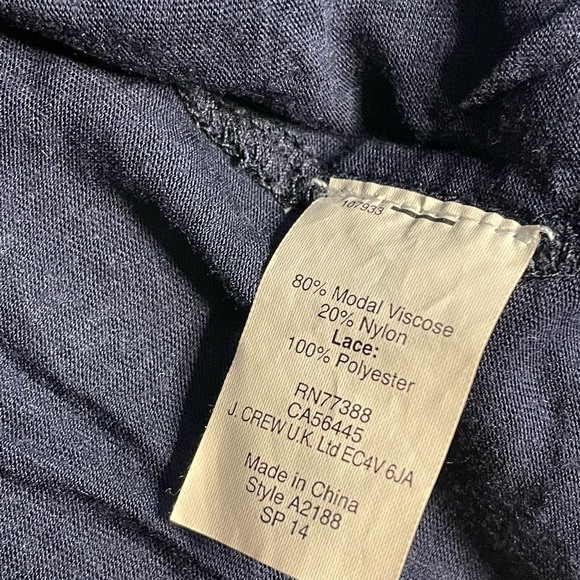 107933
80% Modal Viscose
20% Nylon
Lace:
100% Polyester
RN77388
CA56445
J. CREW U.K. Ltd EC4V 6JA
Made in China
Style A2188
SP 14